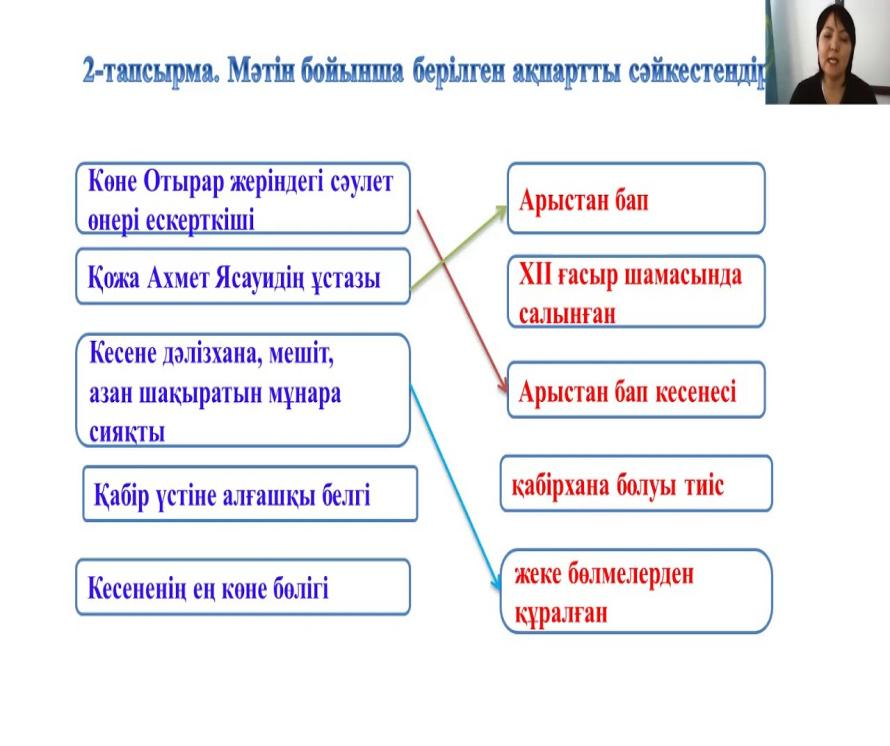 2-тапсырма. Мәтін бойынша берілген ақпартты сәйкестендір
Көне Отырар жеріндегі сәулет
өнері ескерткіші
Қожа Ахмет Ясауидің ұстазы
Кесене дәлізхана, мешіт,
азан шақыратын мұнара
сияқты
Қабір үстіне алғашқы белгі
Кесененің ең көне бөлігі
Арыстан бап
XII ғасыр шамасында
салынған
Арыстан бап кесенесі
қабірхана болуы тиіс
жеке бөлмелерден
құралған